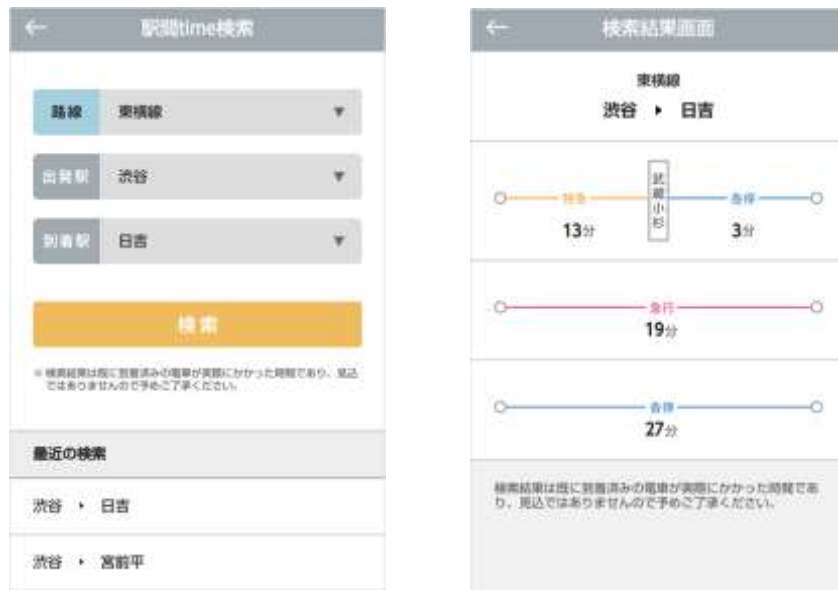 ← 駅間time検索
路線 東横線 ▼
出発駅 渋谷 ▼
到着駅 日吉 ▼
検索
※ 検索結果は既に到着済みの電車が実際にかかった時間であり、見込
ではありませんので予めご了承ください。
最近の検索
渋谷 ▸ 日吉
渋谷 ▸ 宮前平
← 検索結果画面
東横線
渋谷 ▸ 日吉
特急 武蔵小杉 各停
13分 3分
急行
19分
各停
27分
検索結果は既に到着済みの電車が実際にかかった時間であ
り、見込ではありませんので予めご了承ください。